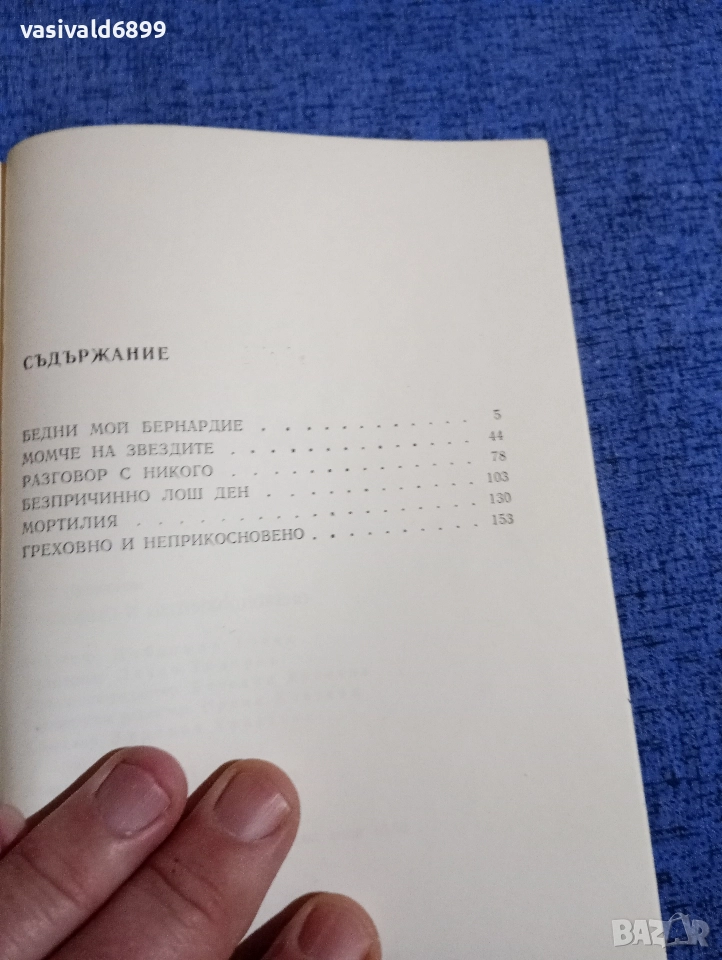 vasivald6899
СЪДЪРЖАНИЕ
БЕДНИ МОЙ БЕРНАРДИЕ . . . . . . . . . . 5
МОМЧЕ НА ЗВЕЗДИТЕ . . . . . . . . . . . 44
РАЗГОВОР С НИКОГО . . . . . . . . . . . 78
БЕЗПРИЧИННО ЛОШ ДЕН . . . . . . . . . . 103
МОРТИЛИЯ . . . . . . . . . . . . . . . 130
ГРЕХОВНО И НЕПРИКОСНОВЕНО . . . . . . . . 153
BAZAR